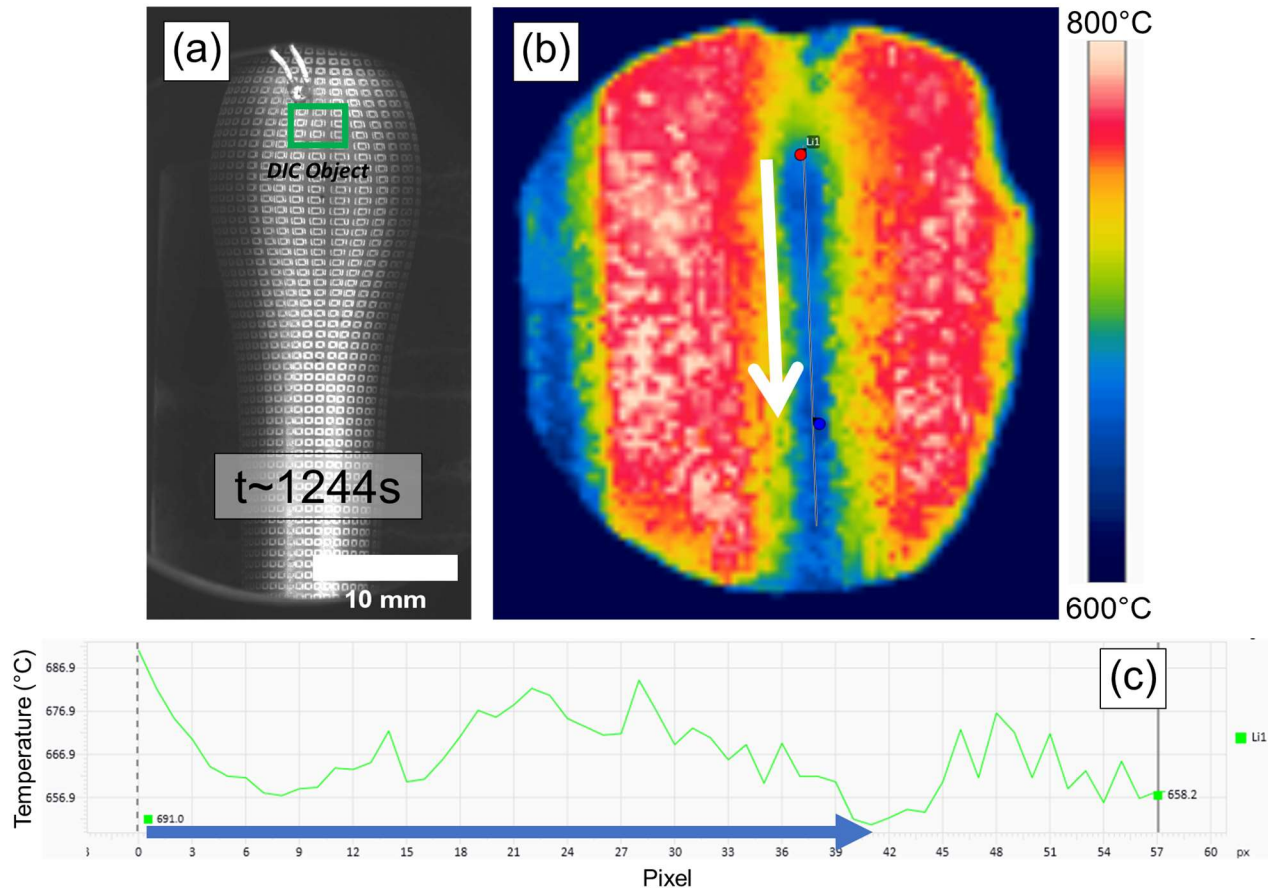 (a)
DIC Object
t~1244s
10 mm
(b)
Li1
800°C
600°C
(c)
Temperature (°C)
686.9
676.9
666.9
656.9
691.0
658.2
Li1
3 0 3 6 9 12 15 18 21 24 27 30 33 36 39 42 45 48 51 54 57 60 px
Pixel